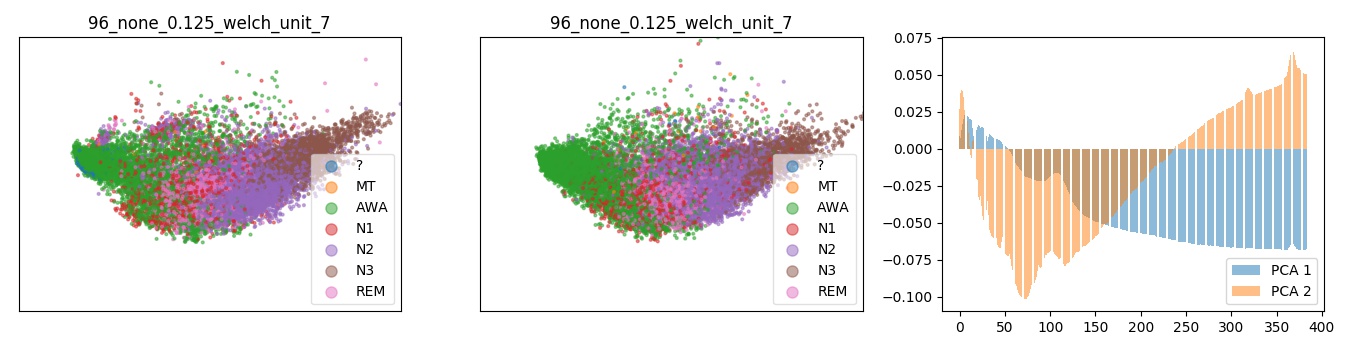 96_none_0.125_welch_unit_7
?
MT
AWA
N1
N2
N3
REM
96_none_0.125_welch_unit_7
?
MT
AWA
N1
N2
N3
REM
0.075
0.050
0.025
0.000
−0.025
−0.050
−0.075
−0.100
0 50 100 150 200 250 300 350 400
PCA 1
PCA 2